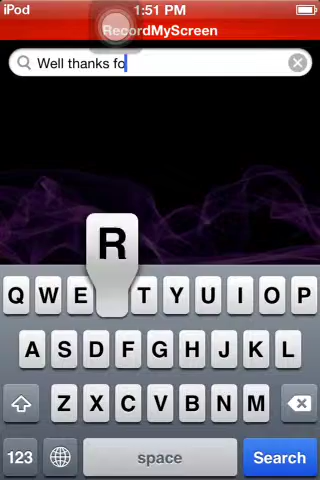 iPod 1:51 PM
RecordMyScreen
Well thanks fo
R
Q W E T Y U I O P
A S D F G H J K L
Z X C V B N M
123 space Search